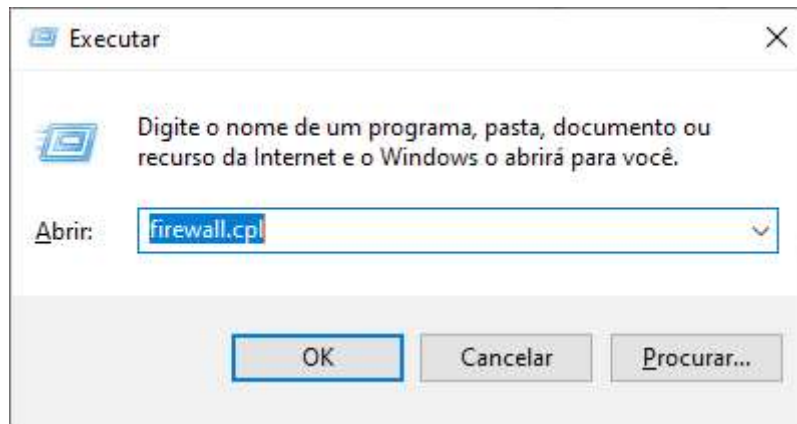 Executar
Digite o nome de um programa, pasta, documento ou
recurso da Internet e o Windows o abrirá para você.
Abrir:
firewall.cpl
OK
Cancelar
Procurar...